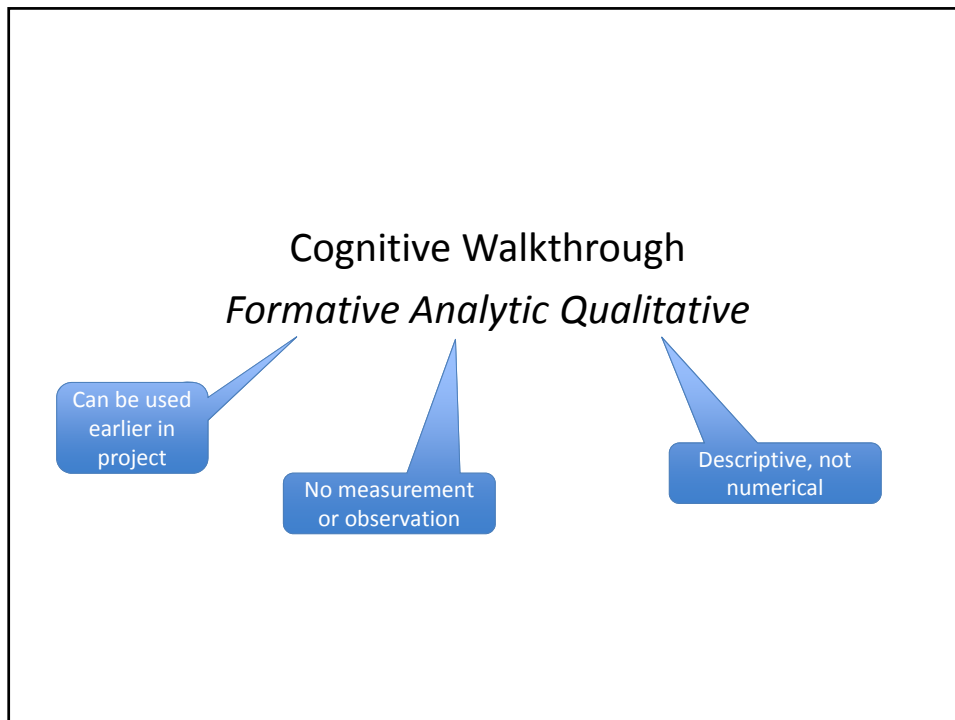 Cognitive Walkthrough
Formative Analytic Qualitative
Can be used
earlier in
project
No measurement
or observation
Descriptive, not
numerical